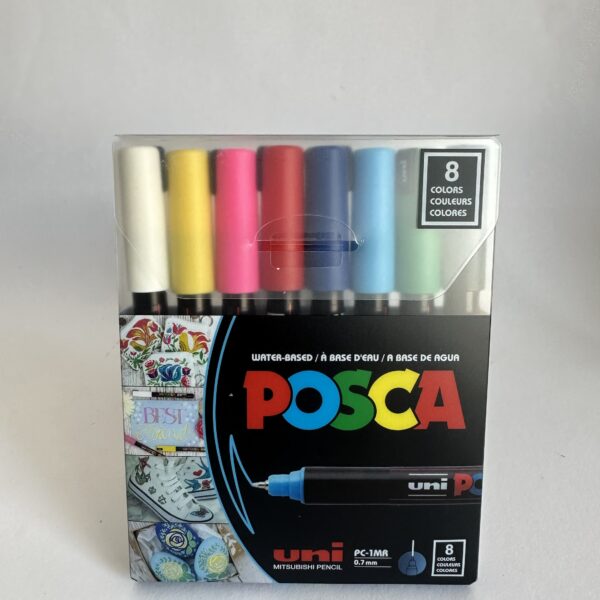 8
COLORS
COULEURS
COLORES
WATER-BASED / À BASE D'EAU / A BASE DE AGUA
POSCA
BEST
uni PO
uni
MITSUBISHI PENCIL
PC-1MR
0.7mm
8
COLORS
COULEURS
COLORES